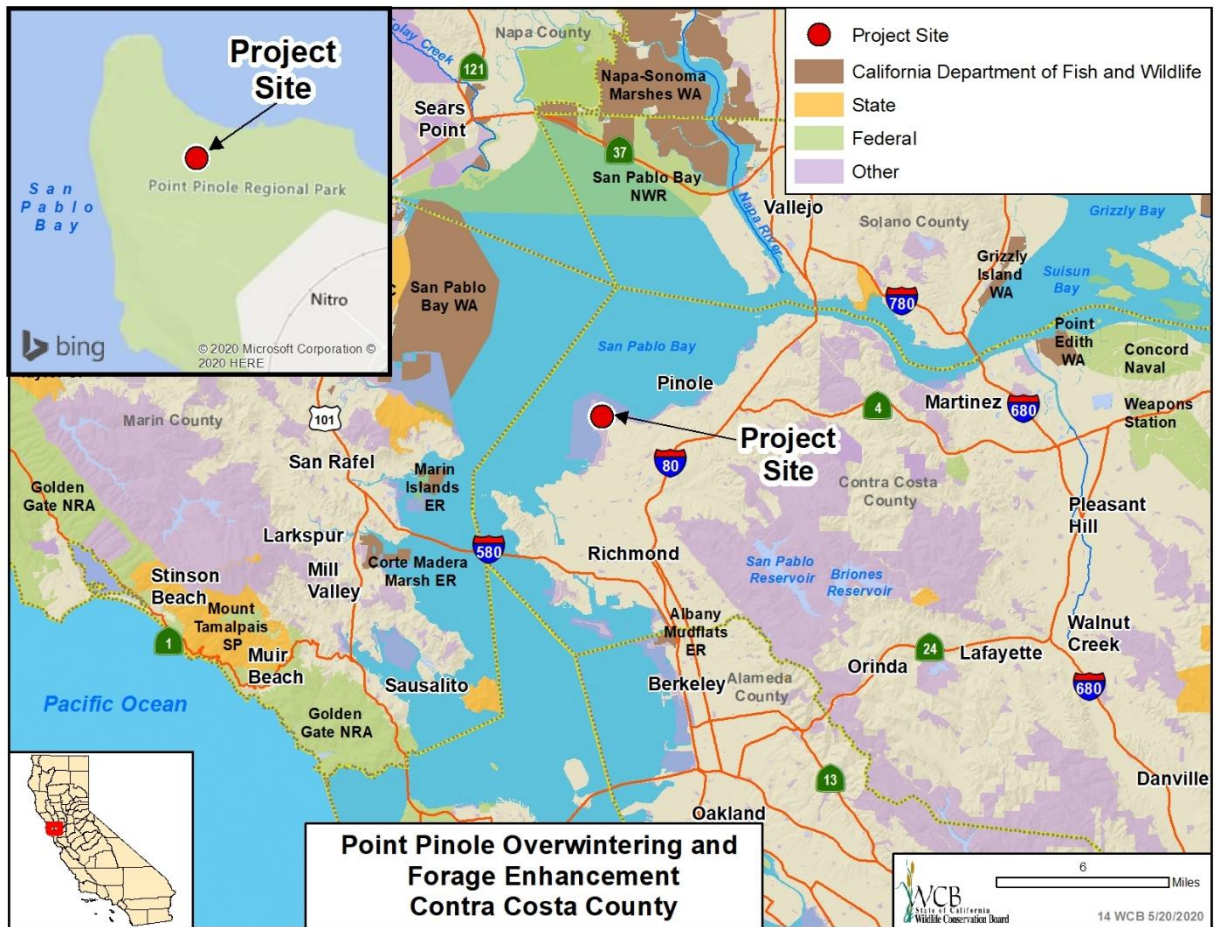 Project
Site
San
Pablo
Bay
Point Pinole Regional Park
Nitro
bing
© 2020 Microsoft Corporation ©
2020 HERE
Project Site
California Department of Fish and Wildlife
State
Federal
Other
Creek
121
Napa County
Sears
Point
Napa-Sonoma
Marshes WA
37
San Pablo Bay
NWR
Napa River
Vallejo
Solano County
Grizzly Bay
Grizzly
Island
WA
Suisun
Bay
780
San Pablo
Bay WA
San Pablo Bay
Point
Edith
WA
Concord
Naval
Weapons
Station
Pinole
4
Martinez
680
Project
Site
80
Marin County
101
San Rafel
Marin
Islands
ER
Contra Costa
County
Pleasant
Hill
Golden
Gate NRA
Larkspur
Mill
Valley
Corte Madera
Marsh ER
580
Richmond
San Pablo
Reservoir
Briones
Reservoir
Stinson
Beach
Mount
Tamalpais
SP
Muir
Beach
1
Albany
Mudflats
ER
Walnut
Creek
24
Orinda
Lafayette
Sausalito
Berkeley
Alameda
County
680
Pacific Ocean
Golden
Gate NRA
13
Danville
Oakland
Point Pinole Overwintering and
Forage Enhancement
Contra Costa County
WCB
State of California
Wildlife Conservation Board
6
Miles
14 WCB 5/20/2020